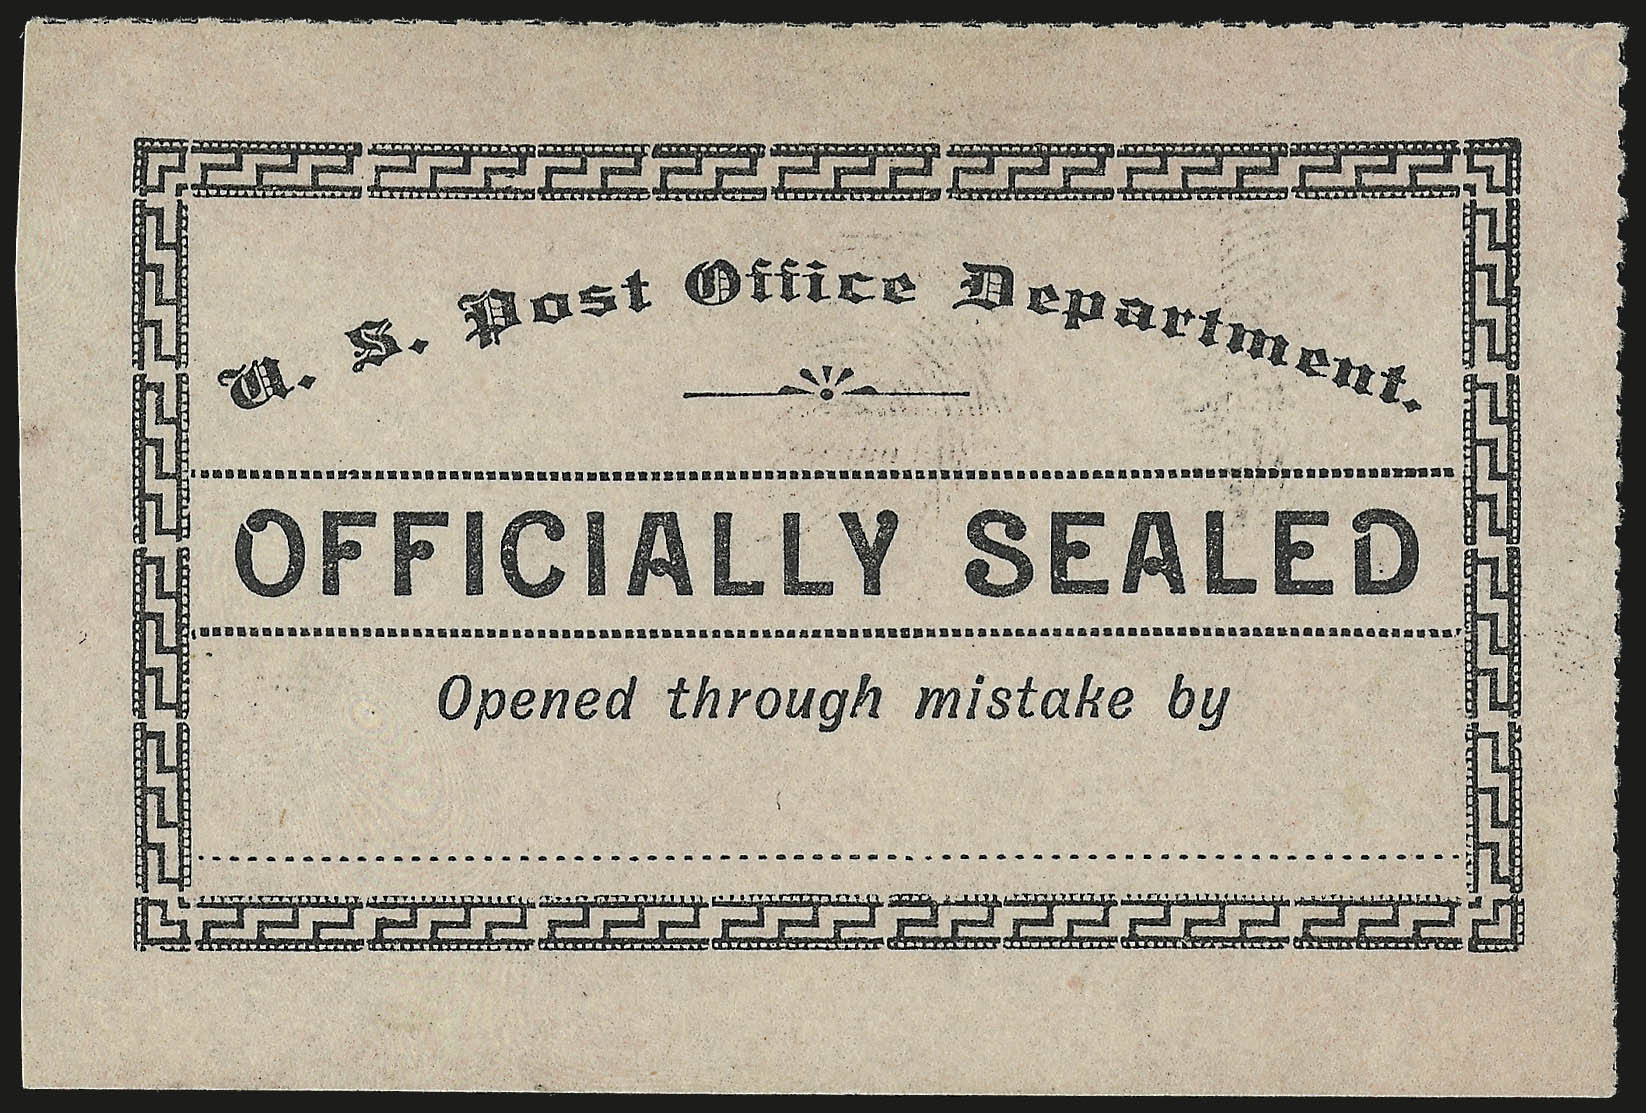 U. S. Post Office Department.
OFFICIALLY SEALED
Opened through mistake by